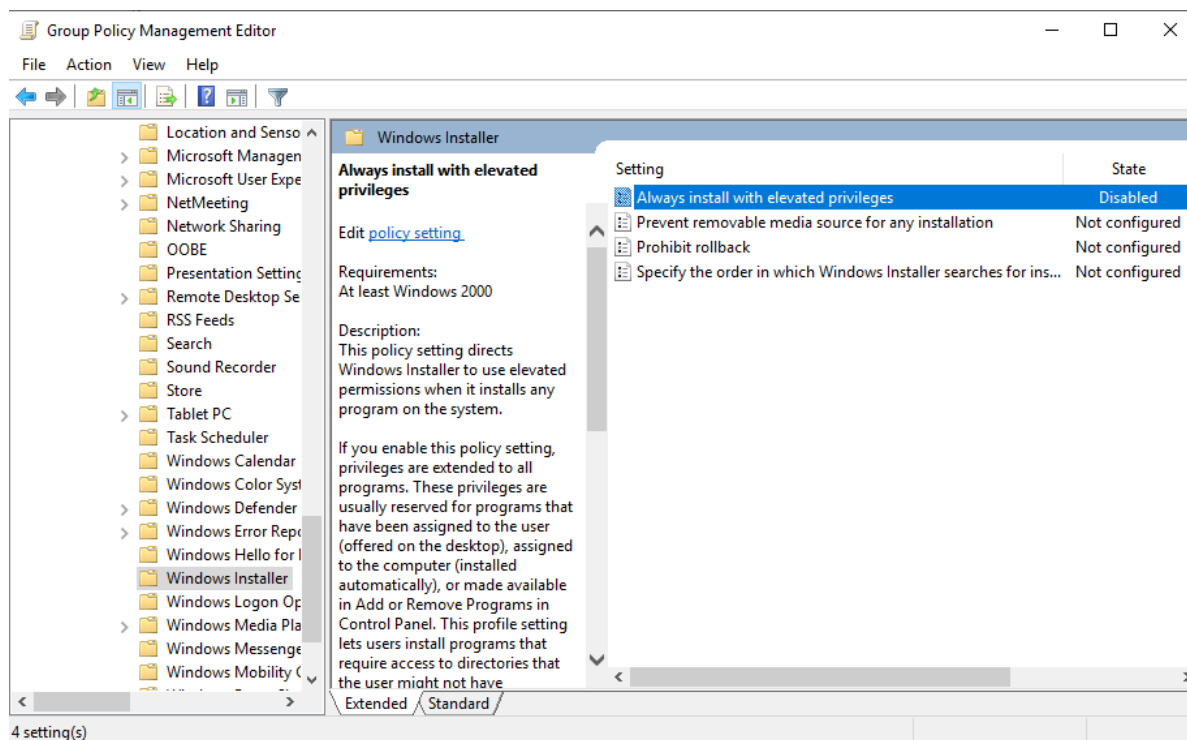 Group Policy Management Editor
File Action View Help
Location and Senso
Microsoft Managen
Microsoft User Expe
NetMeeting
Network Sharing
OOBE
Presentation Setting
Remote Desktop Se
RSS Feeds
Search
Sound Recorder
Store
Tablet PC
Task Scheduler
Windows Calendar
Windows Color Syst
Windows Defender
Windows Error Repo
Windows Hello for
Windows Installer
Windows Logon Op
Windows Media Pla
Windows Messenge
Windows Mobility C
Windows Installer
Always install with elevated
privileges
Edit policy setting
Requirements:
At least Windows 2000
Description:
This policy setting directs
Windows Installer to use elevated
permissions when it installs any
program on the system.
If you enable this policy setting,
privileges are extended to all
programs. These privileges are
usually reserved for programs that
have been assigned to the user
(offered on the desktop), assigned
to the computer (installed
automatically), or made available
in Add or Remove Programs in
Control Panel. This profile setting
lets users install programs that
require access to directories that
the user might not have
Setting State
Always install with elevated privileges Disabled
Prevent removable media source for any installation Not configured
Prohibit rollback Not configured
Specify the order in which Windows Installer searches for ins... Not configured
Extended Standard
4 setting(s)